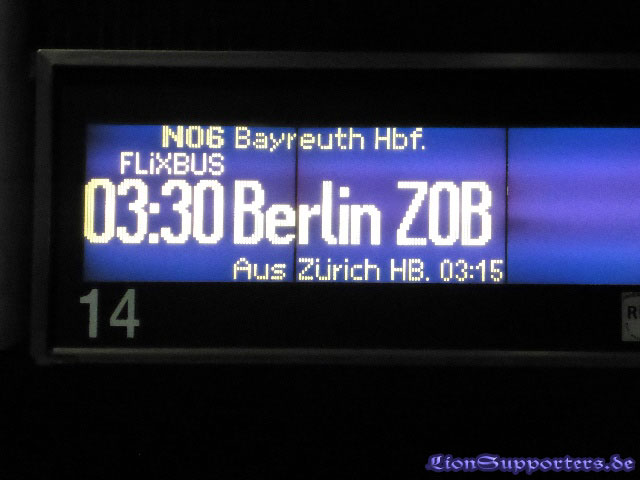 N06 Bayreuth Hbf.
FLiXBUS
03:30 Berlin ZOB
Aus Zürich HB. 03:15
14
R
LionSupporters.de